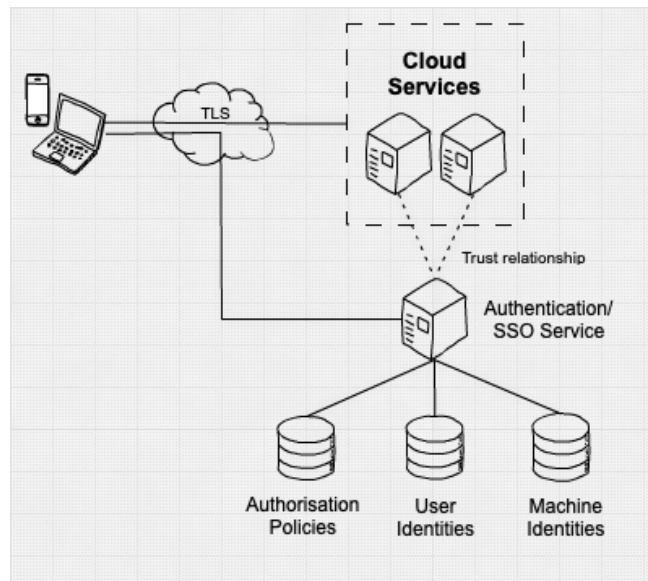 Cloud
Services
TLS
Trust relationship
Authentication/
SSO Service
Authorisation
Policies
User
Identities
Machine
Identities